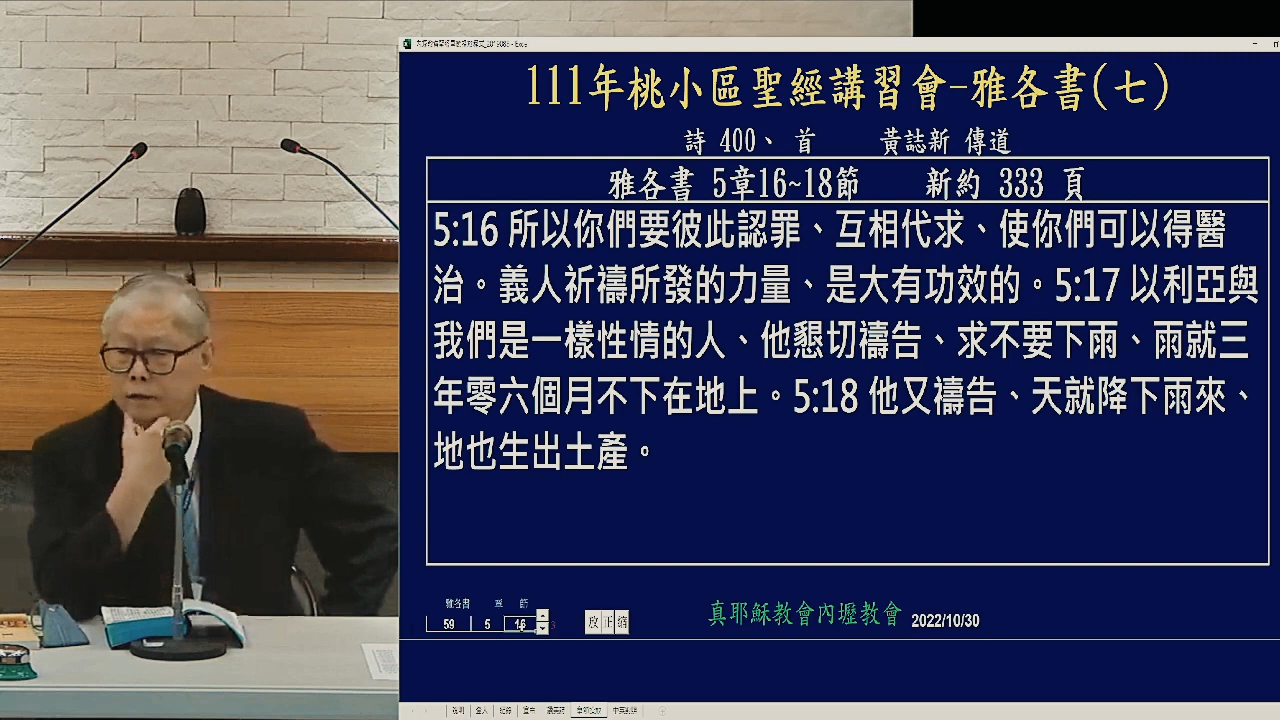 111年桃小區聖經講習會-雅各書(七)
詩 400、 首 黃誌新 傳道
雅各書 5章16~18節 新約 333 頁
5:16 所以你們要彼此認罪、互相代求、使你們可以得醫
治。義人祈禱所發的力量、是大有功效的。5:17 以利亞與
我們是一樣性情的人、他懇切禱告、求不要下雨、雨就三
年零六個月不下在地上。5:18 他又禱告、天就降下雨來、
地也生出土產。
雅各書 章 節
59 5 16
真耶穌教會內壢教會 2022/10/30